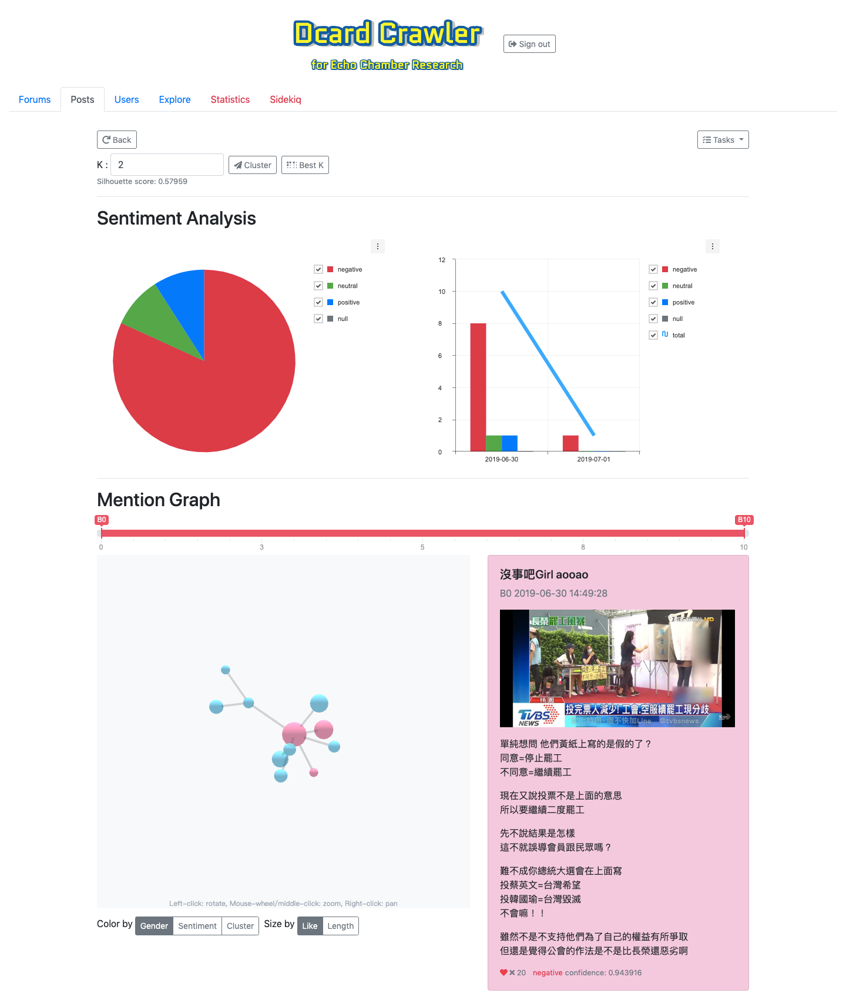 Dcard Crawler
for Echo Chamber Research
Sign out
Forums
Posts
Users
Explore
Statistics
Sidekiq
Back
Tasks
K :
2
Cluster
Best K
Silhouette score: 0.57959
Sentiment Analysis
negative
neutral
positive
null
12
10
8
6
4
2
0
2019-06-30
2019-07-01
negative
neutral
positive
null
total
Mention Graph
B0
B10
0
3
5
8
10
Left-click: rotate, Mouse-wheel/middle-click: zoom, Right-click: pan
Color by
Gender
Sentiment
Cluster
Size by
Like
Length
沒事吧Girl aooao
B0 2019-06-30 14:49:28
長榮罷工風暴
HD
桃園
TVBS
NEWS
投完票人減少! 工會.空服續罷工現分歧
@tvbsnews
單純想問 他們黃紙上寫的是假的了？
同意=停止罷工
不同意=繼續罷工
現在又說投票不是上面的意思
所以要繼續二度罷工
先不說結果是怎樣
這不就誤導會員跟民眾嗎？
難不成你總統大選會在上面寫
投蔡英文=台灣希望
投韓國瑜=台灣毀滅
不會嘛！！
雖然不是不支持他們為了自己的權益有所爭取
但還是覺得公會的作法是不是比長榮還惡劣啊
20
negative confidence: 0.943916